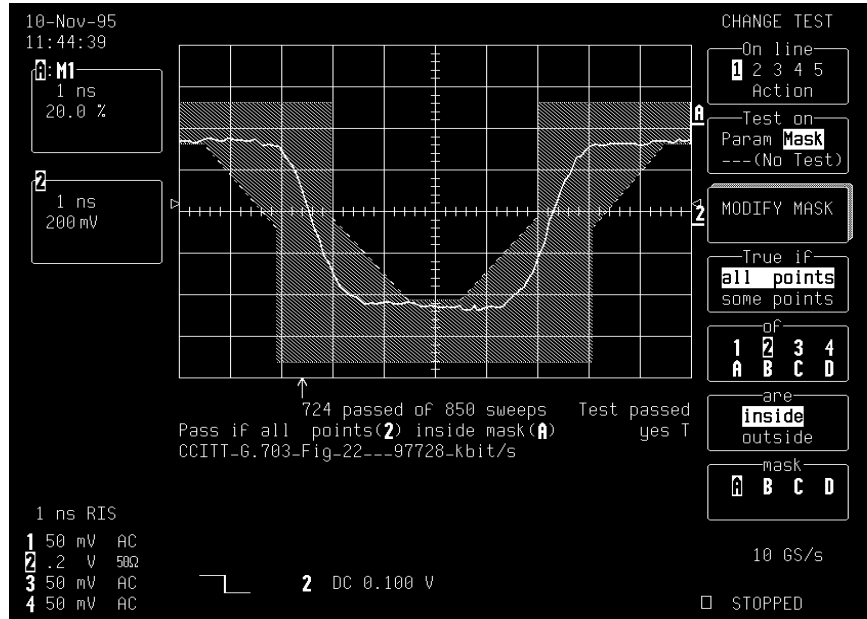 10-Nov-95
11:44:39
A:M1
1 ns
20.0 %
2
1 ns
200 mV
A
2
724 passed of 850 sweeps Test passed
Pass if all points(2) inside mask(A) yes T
CCITT_G.703_Fig_22___97728_kbit/s
1 ns RIS
1 50 mV AC
2 .2 V 50Ω
3 50 mV AC
4 50 mV AC
2 DC 0.100 V
CHANGE TEST
On line
1 2 3 4 5
Action
Test on
Param Mask
---(No Test)
MODIFY MASK
True if
all points
some points
of
1 2 3 4
A B C D
are
inside
outside
mask
A B C D
10 GS/s
STOPPED